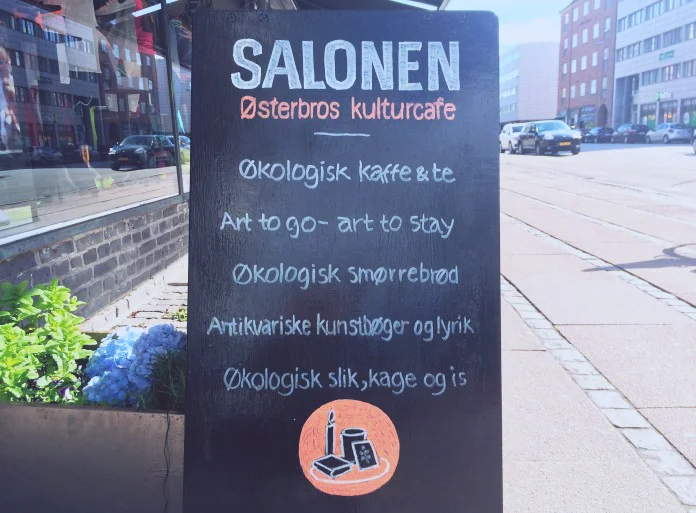 SALONEN
Østerbros kulturcafe
Økologisk kaffe & te
Art to go - art to stay
Økologisk smørrebrød
Antikvariske kunstbøger og lyrik
Økologisk slik, kage og is